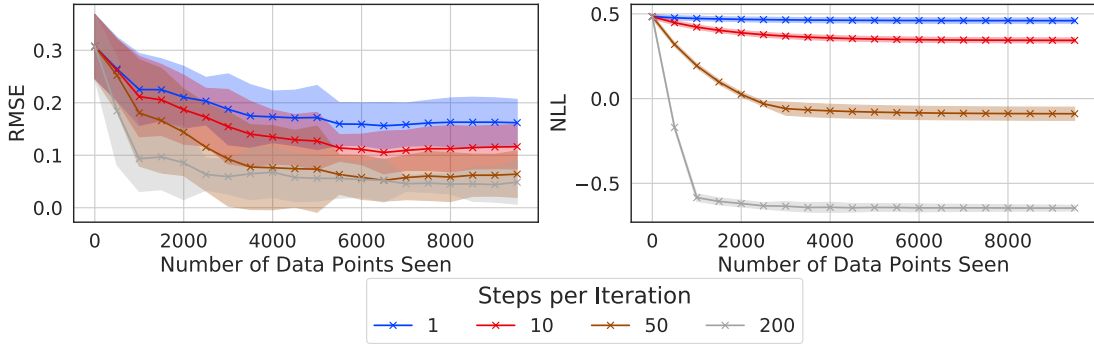 RMSE
0.3
0.2
0.1
0.0
0 2000 4000 6000 8000
Number of Data Points Seen
NLL
0.5
0.0
−0.5
0 2000 4000 6000 8000
Number of Data Points Seen
Steps per Iteration
1 10 50 200